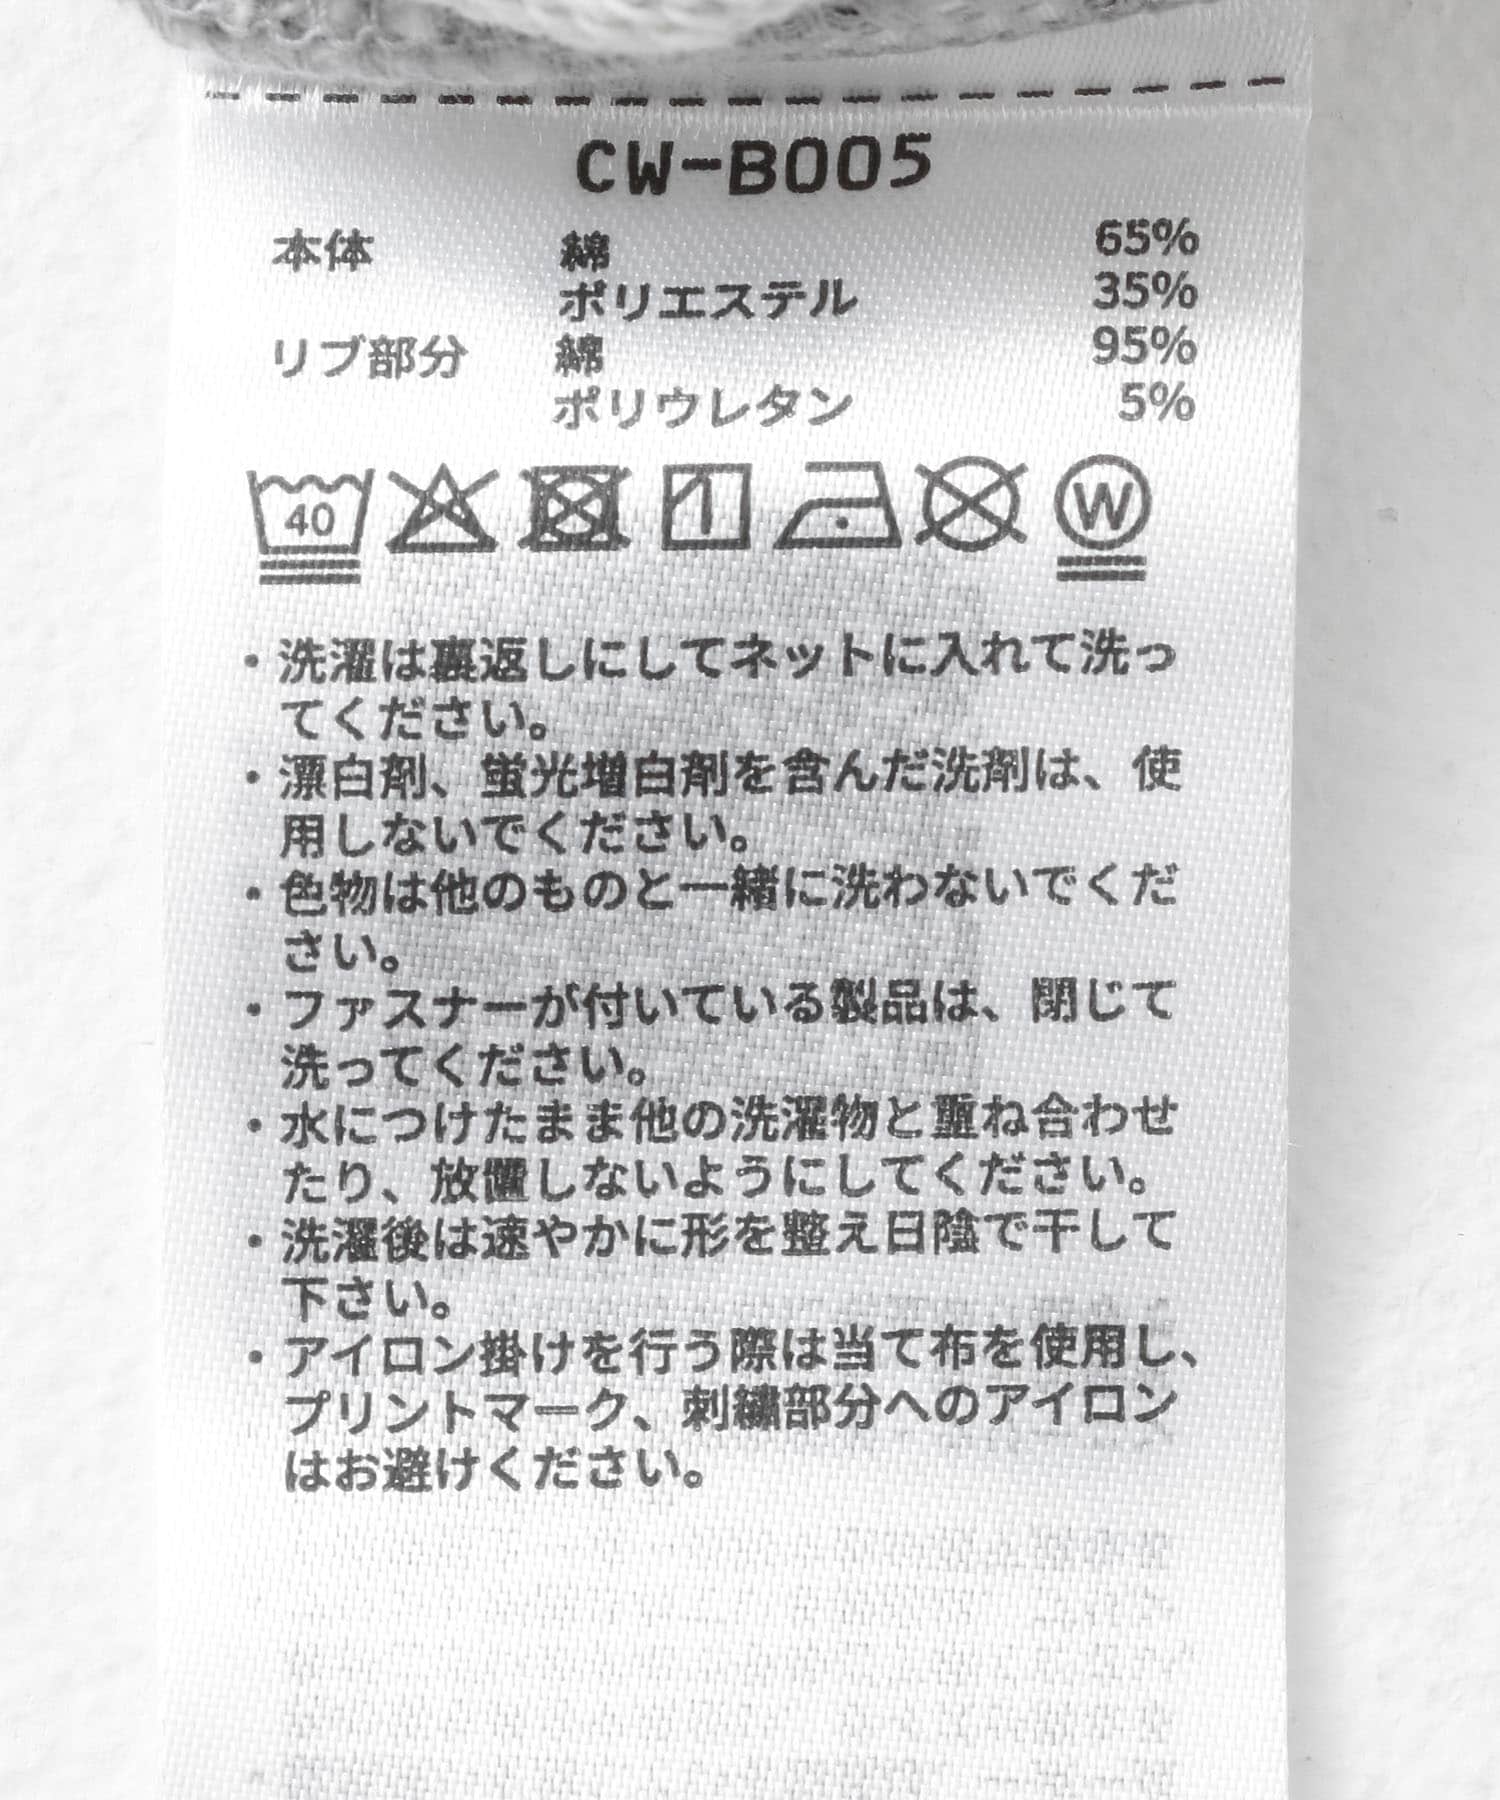 CW-B005
本体 綿 65%
ポリエステル 35%
リブ部分 綿 95%
ポリウレタン 5%
40 W
・洗濯は裏返しにしてネットに入れて洗っ
てください。
・漂白剤、蛍光増白剤を含んだ洗剤は、使
用しないでください。
・色物は他のものと一緒に洗わないでくだ
さい。
・ファスナーが付いている製品は、閉じて
洗ってください。
・水につけたまま他の洗濯物と重ね合わせ
たり、放置しないようにしてください。
・洗濯後は速やかに形を整え日陰で干して
下さい。
・アイロン掛けを行う際は当て布を使用し、
プリントマーク、刺繍部分へのアイロン
はお避けください。